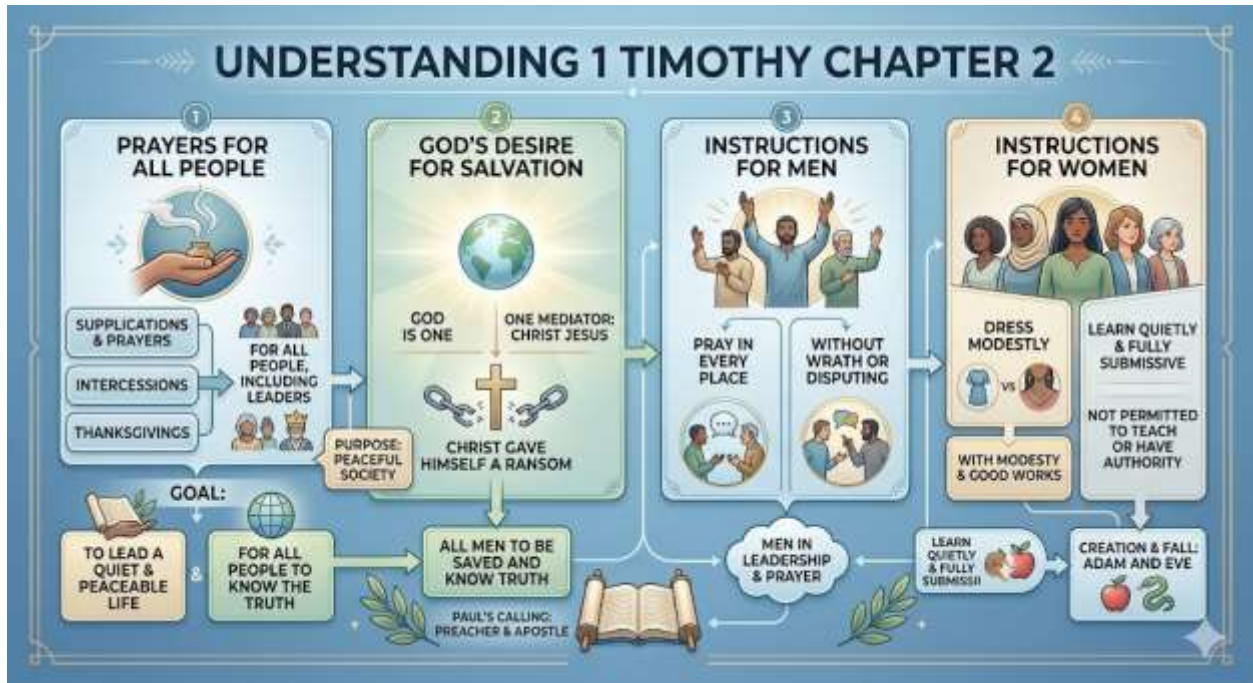 UNDERSTANDING 1 TIMOTHY CHAPTER 2
1
PRAYERS FOR
ALL PEOPLE
SUPPLICATIONS
& PRAYERS
INTERCESSIONS
THANKSGIVINGS
FOR ALL
PEOPLE,
INCLUDING
LEADERS
PURPOSE:
PEACEFUL
SOCIETY
GOAL:
TO LEAD A
QUIET &
PEACEABLE
LIFE
&
FOR ALL
PEOPLE TO
KNOW THE
TRUTH
2
GOD'S DESIRE
FOR SALVATION
GOD
IS ONE
ONE MEDIATOR:
CHRIST JESUS
CHRIST GAVE
HIMSELF A RANSOM
ALL MEN TO BE
SAVED AND
KNOW TRUTH
PAUL'S CALLING:
PREACHER & APOSTLE
3
INSTRUCTIONS
FOR MEN
PRAY IN
EVERY
PLACE
WITHOUT
WRATH OR
DISPUTING
MEN IN
LEADERSHIP
& PRAYER
4
INSTRUCTIONS
FOR WOMEN
DRESS
MODESTLY
VS
WITH MODESTY
& GOOD WORKS
LEARN QUIETLY
& FULLY
SUBMISSIVE
NOT PERMITTED
TO TEACH
OR HAVE
AUTHORITY
LEARN
QUIETLY
& FULLY
SUBMISSII
CREATION & FALL:
ADAM AND EVE